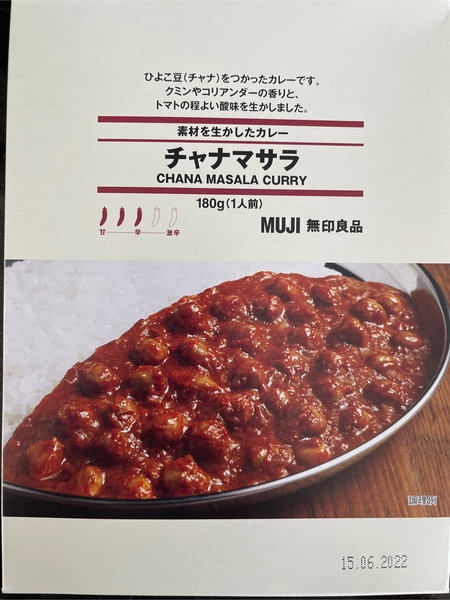 ひよこ豆(チャナ)をつかったカレーです。
クミンやコリアンダーの香りと、
トマトの程よい酸味を生かしました。
素材を生かしたカレー
チャナマサラ
CHANA MASALA CURRY
180g(1人前)
甘 辛 激辛
MUJI 無印良品
調理例
15.06.2022